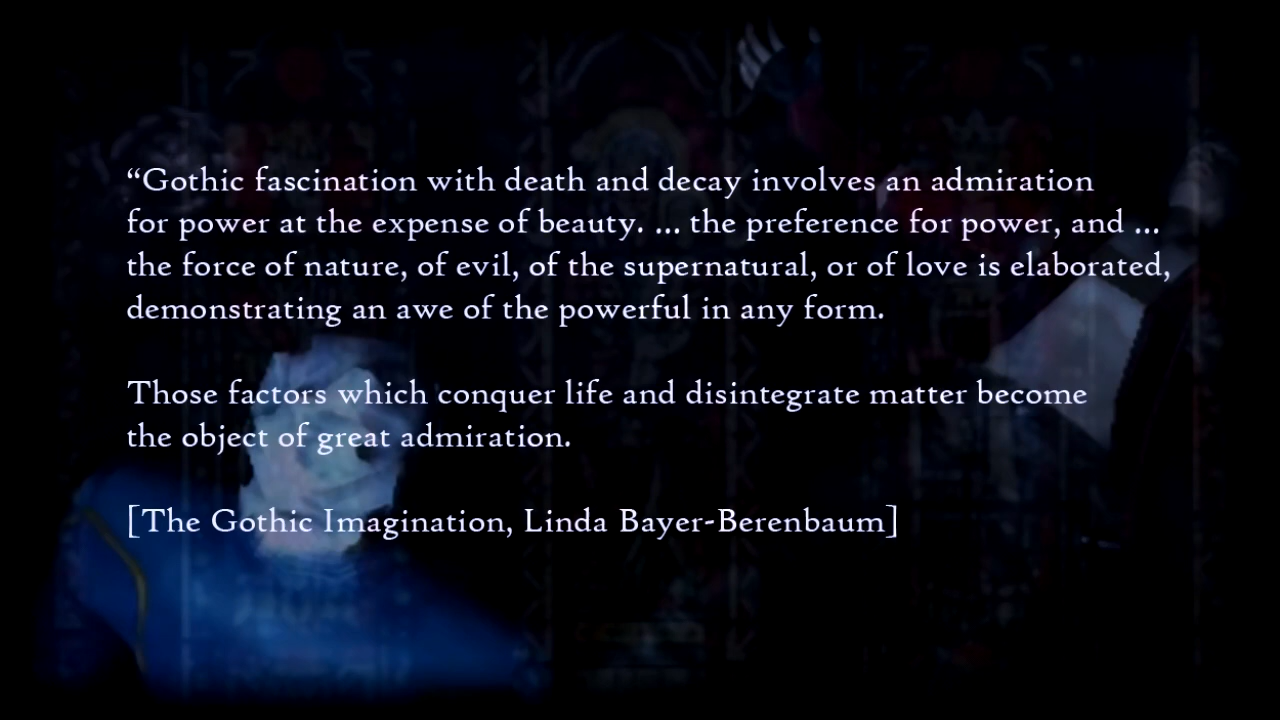 “Gothic fascination with death and decay involves an admiration
for power at the expense of beauty. ... the preference for power, and ...
the force of nature, of evil, of the supernatural, or of love is elaborated,
demonstrating an awe of the powerful in any form.
Those factors which conquer life and disintegrate matter become
the object of great admiration.
[The Gothic Imagination, Linda Bayer-Berenbaum]